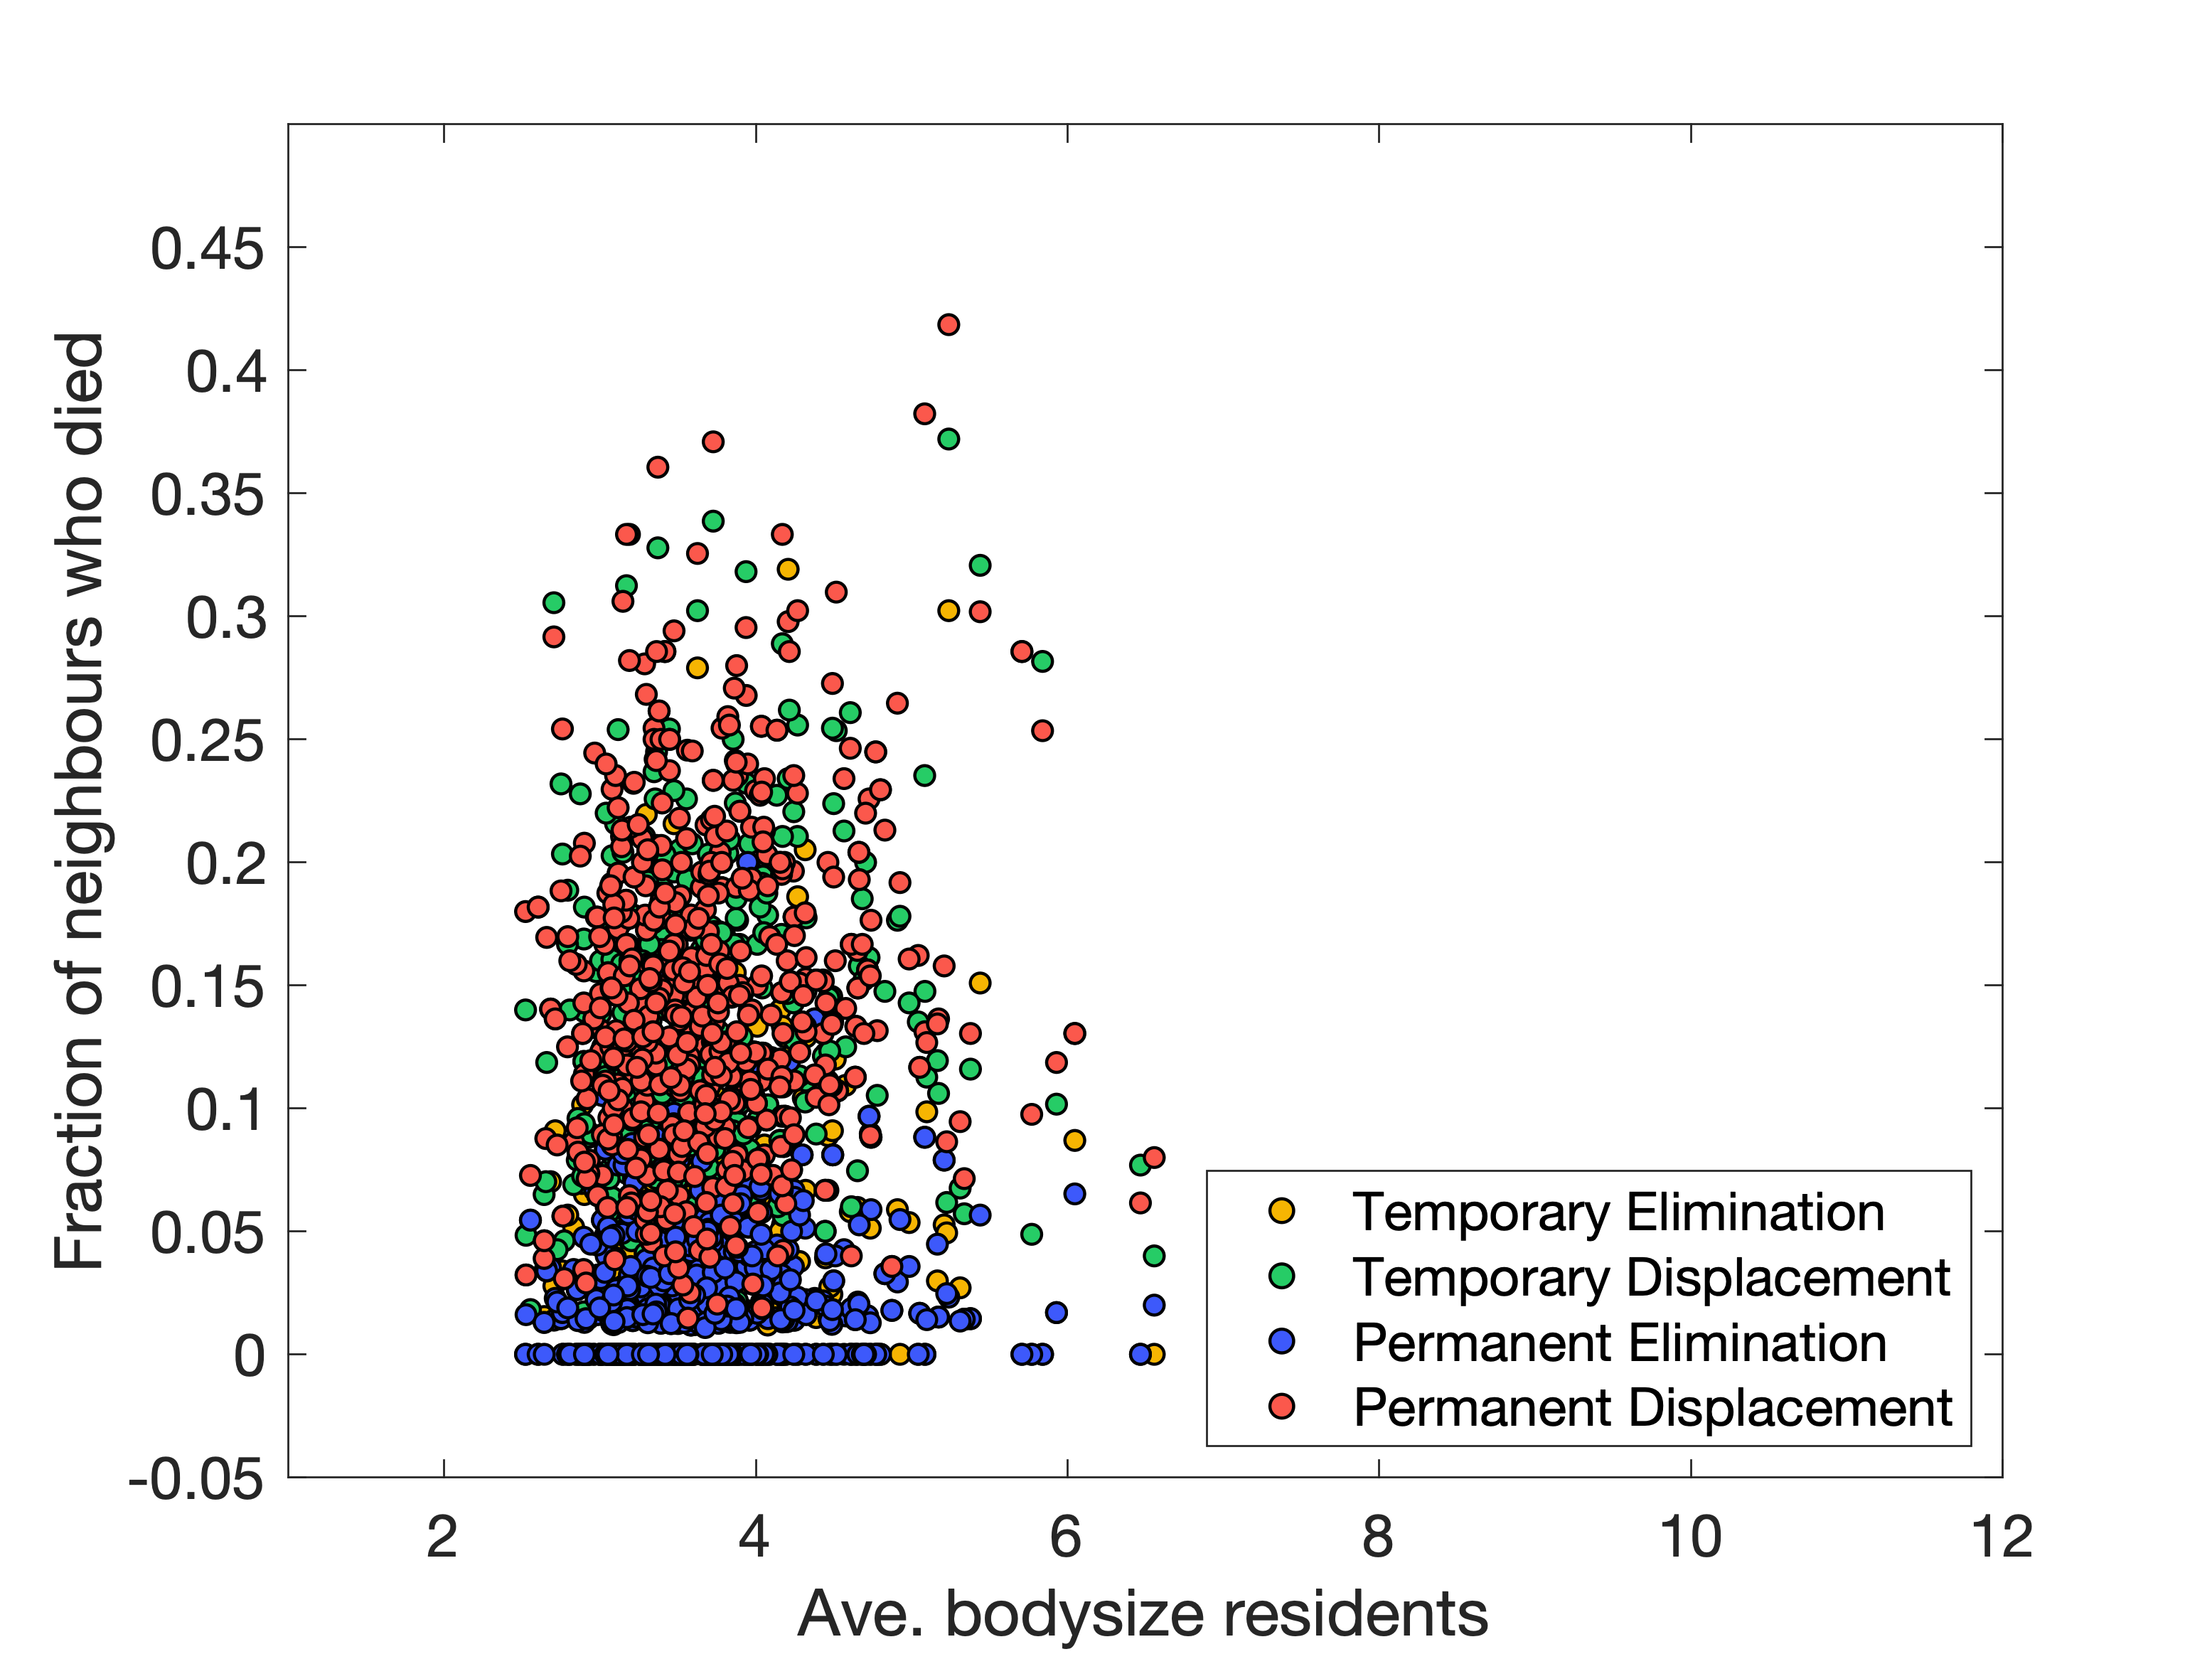 Fraction of neighbours who died
0.45
0.4
0.35
0.3
0.25
0.2
0.15
0.1
0.05
0
-0.05
2 4 6 8 10 12
Ave. bodysize residents
Temporary Elimination
Temporary Displacement
Permanent Elimination
Permanent Displacement